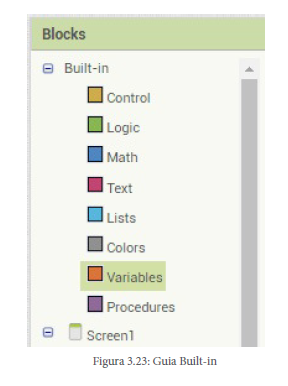 Blocks
Built-in
Control
Logic
Math
Text
Lists
Colors
Variables
Procedures
Screen1
Figura 3.23: Guia Built-in